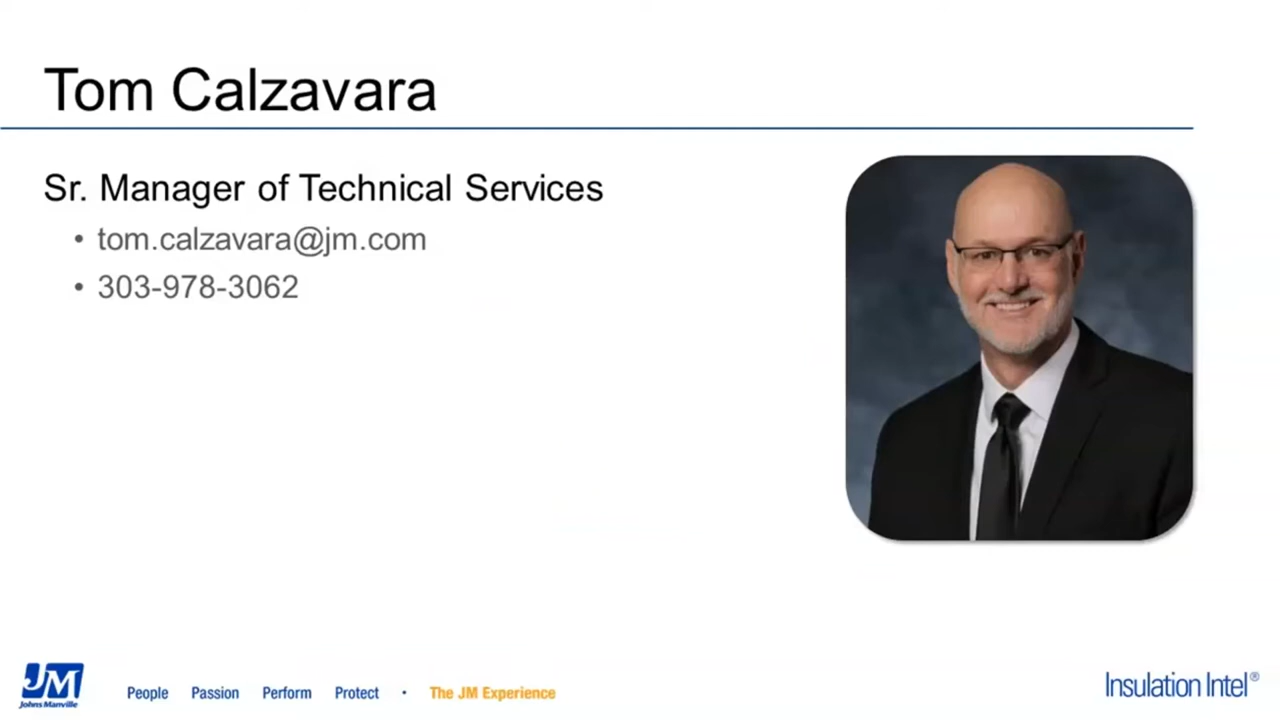 Tom Calzavara
Sr. Manager of Technical Services
• tom.calzavara@jm.com
• 303-978-3062
JM
Johns Manville
People Passion Perform Protect • The JM Experience
Insulation Intel®